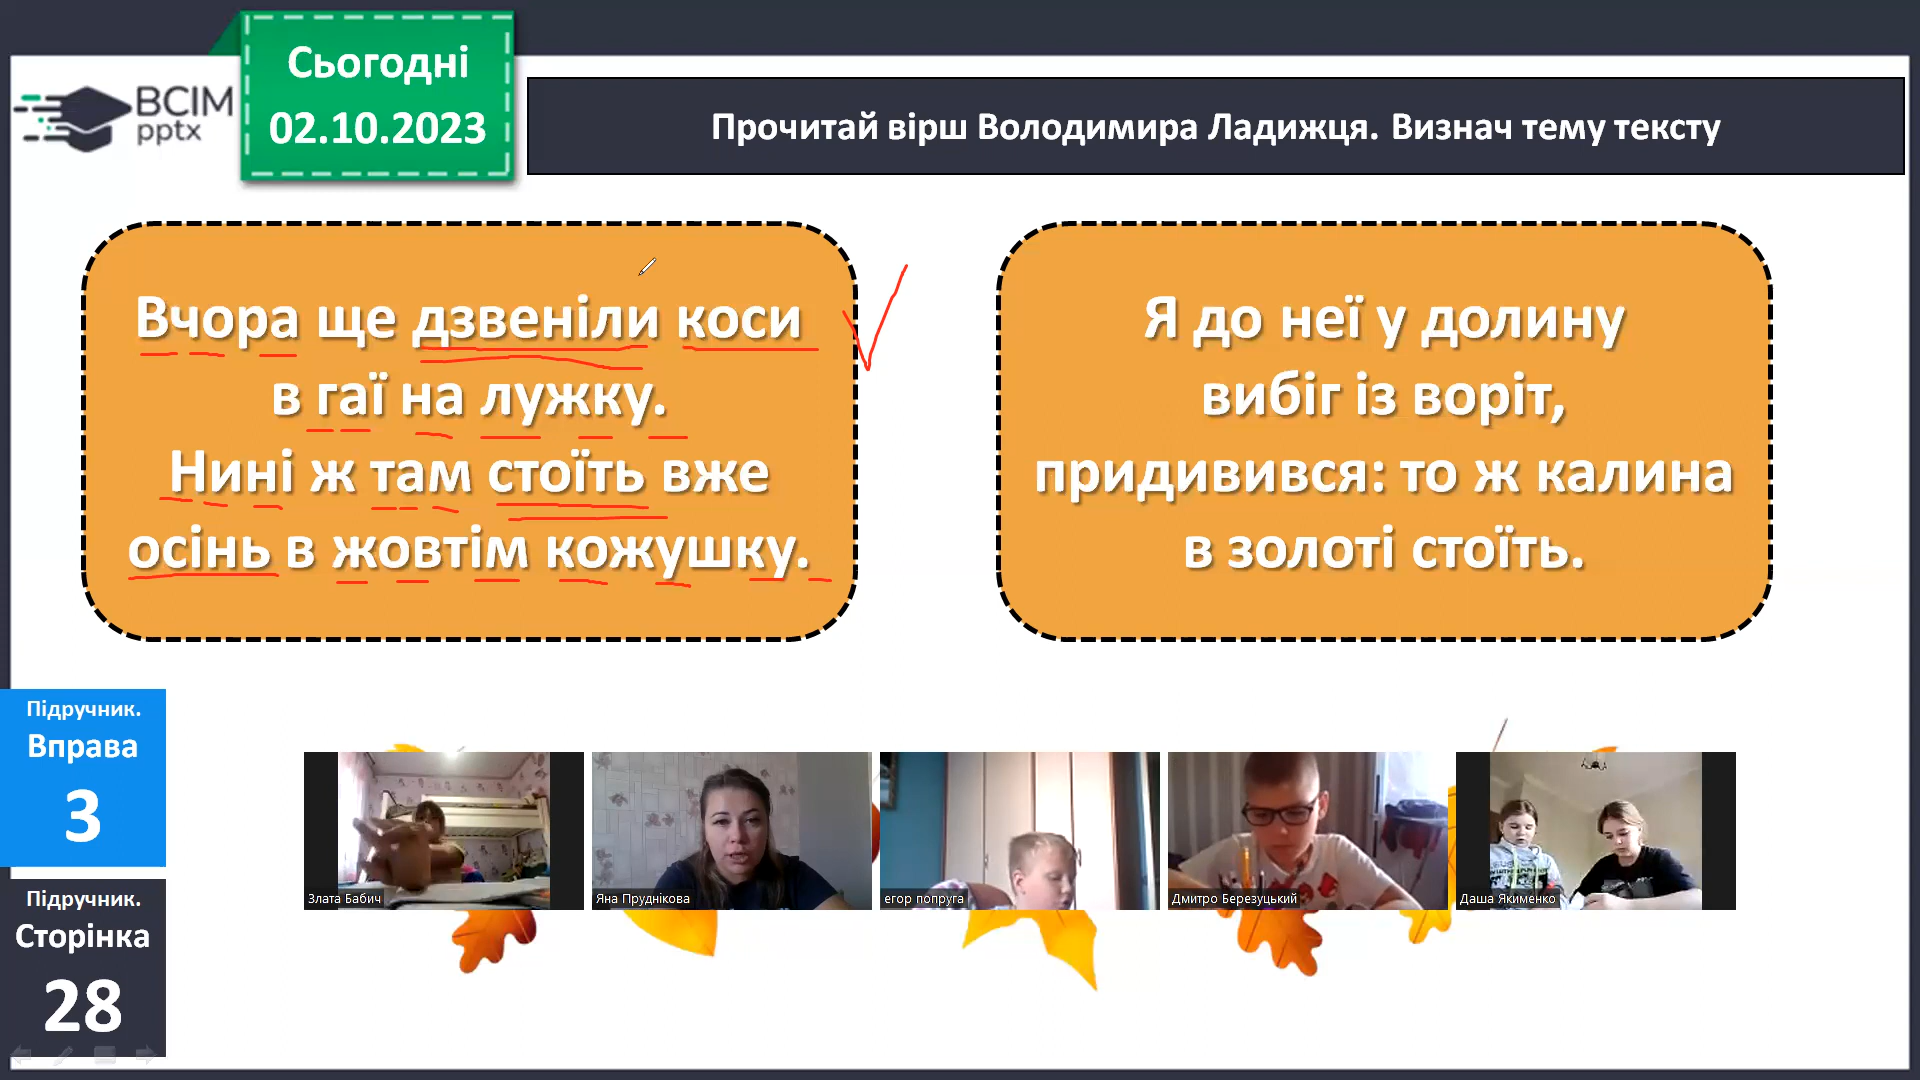 Сьогодні
02.10.2023
ВСІМ
pptx
Прочитай вірш Володимира Ладижця. Визнач тему тексту
Вчора ще дзвеніли коси
в гаї на лужку.
Нині ж там стоїть вже
осінь в жовтім кожушку.
Я до неї у долину
вибіг із воріт,
придивився: то ж калина
в золоті стоїть.
Підручник.
Вправа
3
Підручник.
Сторінка
28
Злата Бабич
Яна Пруднікова
егор попруга
Дмитро Березуцький
Даша Якименко